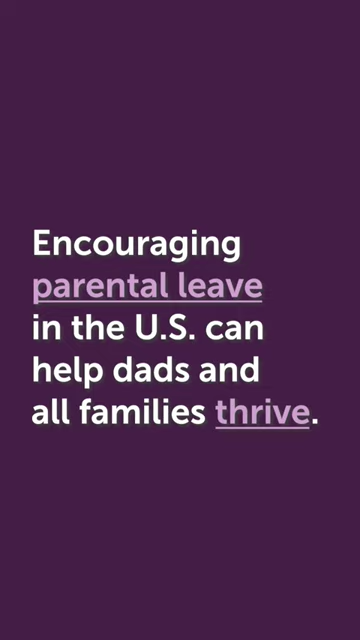 Encouraging
parental leave
in the U.S. can
help dads and
all families thrive.